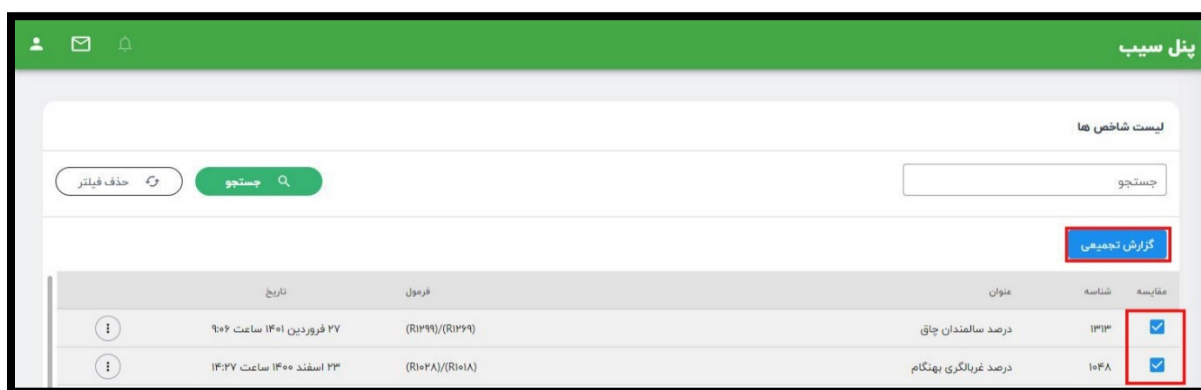 پنل سیب
لیست شاخص ها
جستجو جستجو حذف فیلتر
گزارش تجمیعی
مقایسه شناسه عنوان فرمول تاریخ
۱۳۱۳ درصد سالمندان چاق (R۱۲۹۹)/(R۱۲۶۹) ۲۷ فروردین ۱۴۰۱ ساعت ۹:۰۶
۱۰۴۸ درصد غربالگری بهنگام (R۱۰۲۸)/(R۱۰۱۸) ۲۳ اسفند ۱۴۰۰ ساعت ۱۴:۲۷